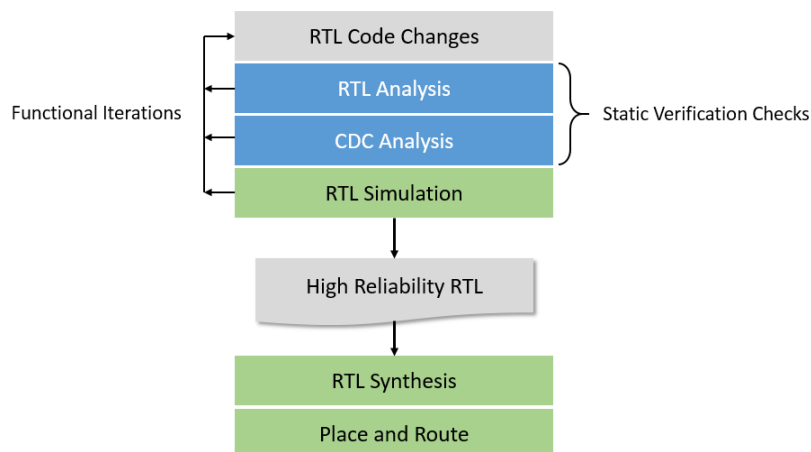 RTL Code Changes
RTL Analysis
Functional Iterations
Static Verification Checks
CDC Analysis
RTL Simulation
High Reliability RTL
RTL Synthesis
Place and Route